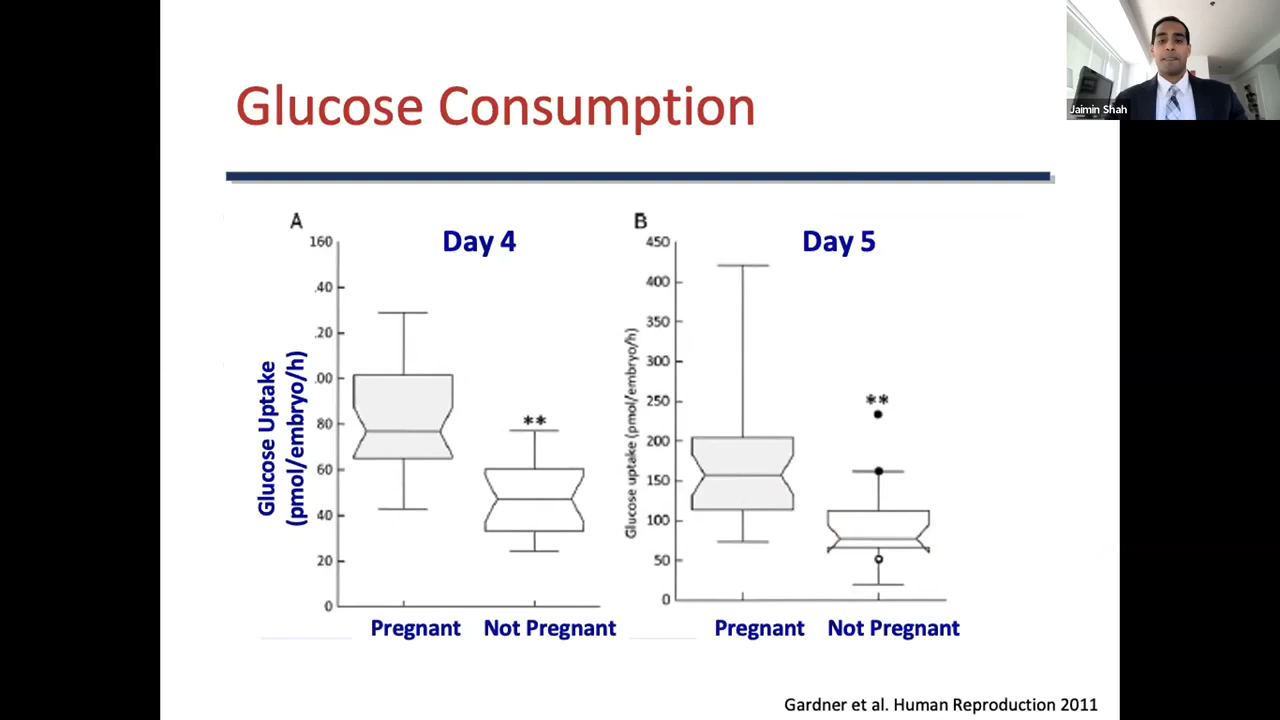 Jaimin Shah
Glucose Consumption
A
Day 4
160
.40
.20
.00
80
60
40
20
0
Glucose Uptake
(pmol/embryo/h)
**
Pregnant
Not Pregnant
B
Day 5
450
400
350
300
250
200
150
100
50
0
Glucose uptake (pmol/embryo/h)
**
Pregnant
Not Pregnant
Gardner et al. Human Reproduction 2011